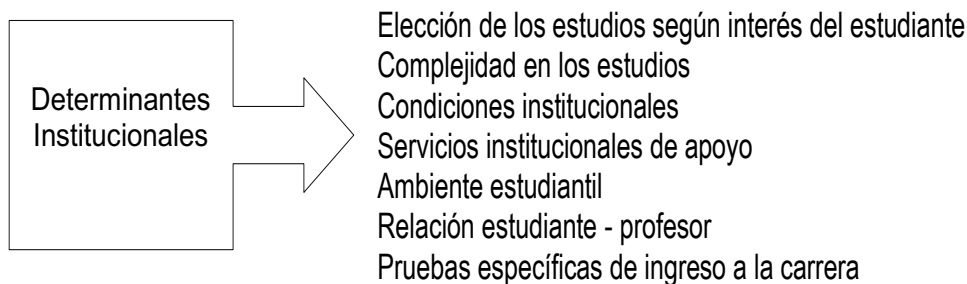 Determinantes
Institucionales
Elección de los estudios según interés del estudiante
Complejidad en los estudios
Condiciones institucionales
Servicios institucionales de apoyo
Ambiente estudiantil
Relación estudiante - profesor
Pruebas específicas de ingreso a la carrera